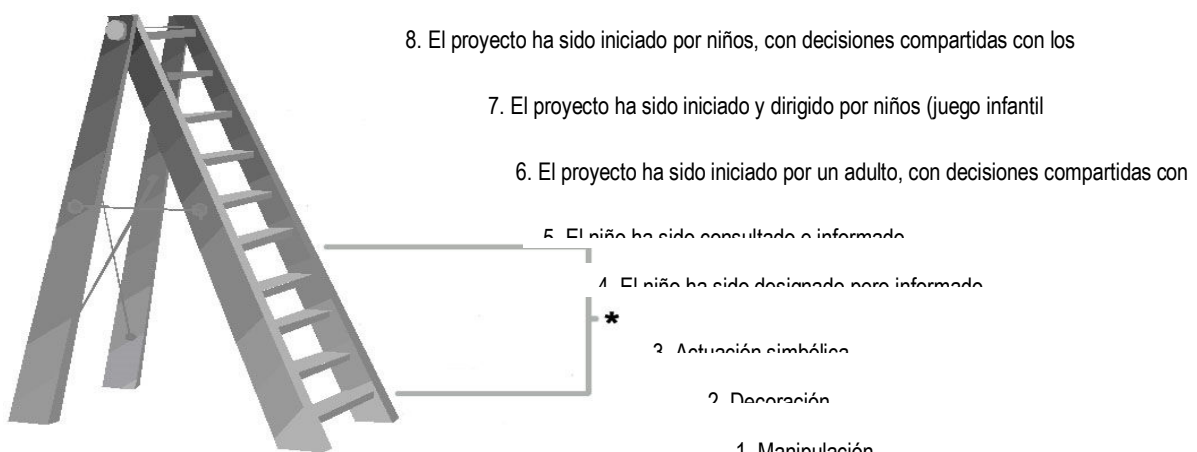 8. El proyecto ha sido iniciado por niños, con decisiones compartidas con los
7. El proyecto ha sido iniciado y dirigido por niños (juego infantil
6. El proyecto ha sido iniciado por un adulto, con decisiones compartidas con
5. El niño ha sido consultado e informado
4. El niño ha sido designado pero informado
*
3. Actuación simbólica
2. Decoración
1. Manipulación